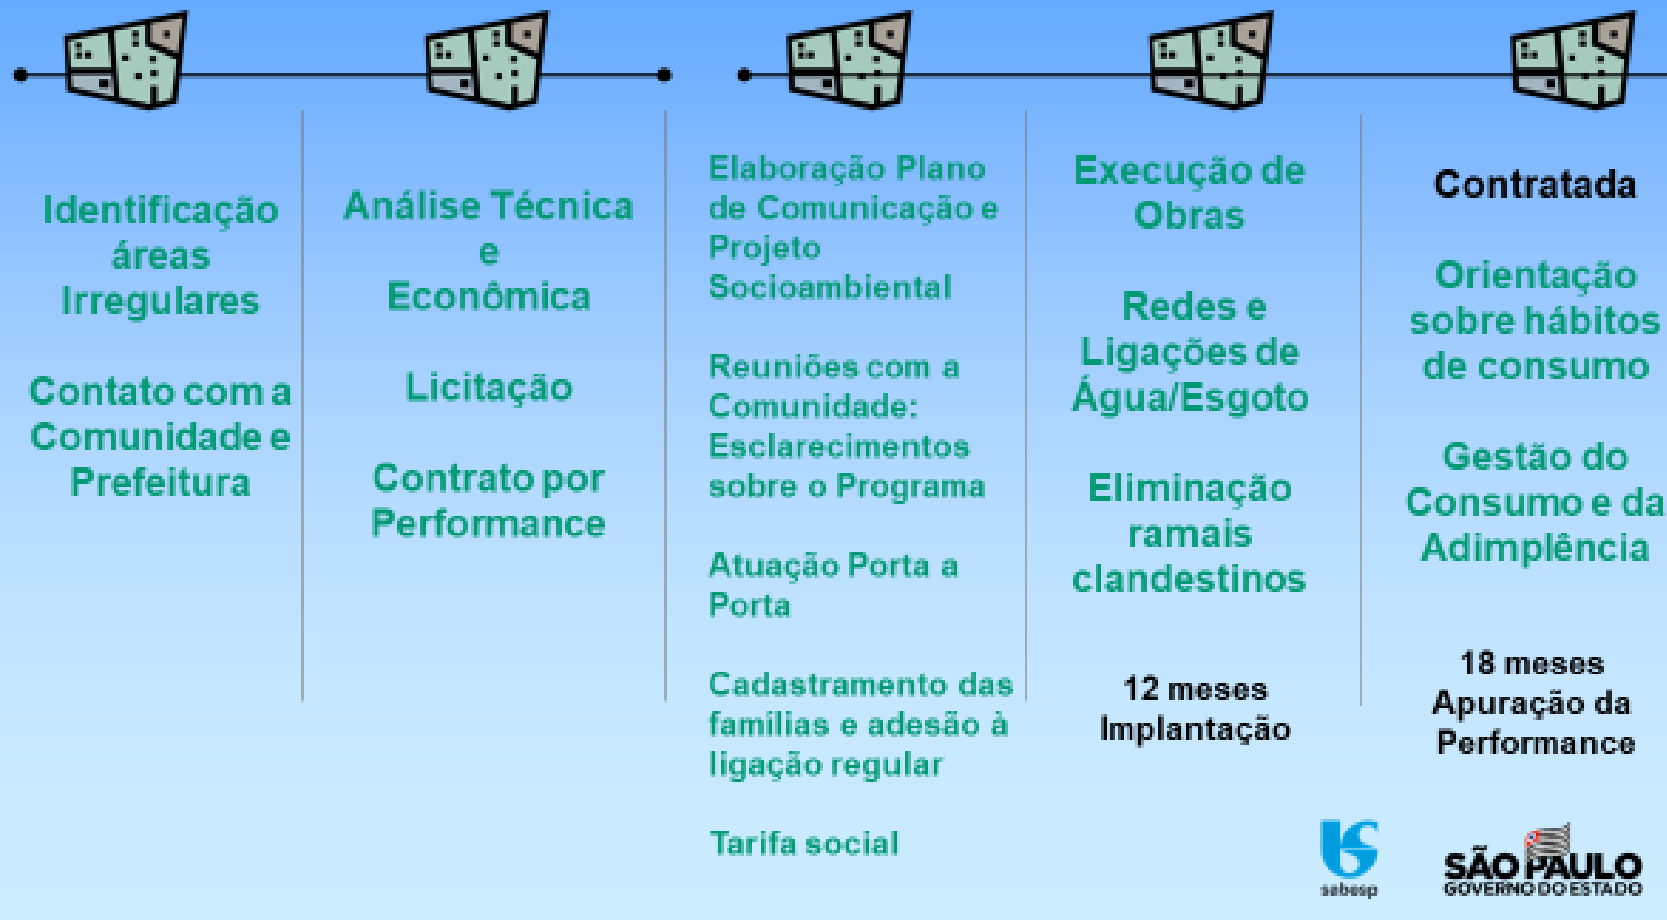 Identificação
áreas
Irregulares
Contato com a
Comunidade e
Prefeitura
Análise Técnica
e
Econômica
Licitação
Contrato por
Performance
Elaboração Plano
de Comunicação e
Projeto
Socioambiental
Reuniões com a
Comunidade:
Esclarecimentos
sobre o Programa
Atuação Porta a
Porta
Cadastramento das
famílias e adesão à
ligação regular
Tarifa social
Execução de
Obras
Redes e
Ligações de
Água/Esgoto
Eliminação
ramais
clandestinos
12 meses
Implantação
Contratada
Orientação
sobre hábitos
de consumo
Gestão do
Consumo e da
Adimplência
18 meses
Apuração da
Performance
sabesp
SÃO PAULO
GOVERNO DO ESTADO